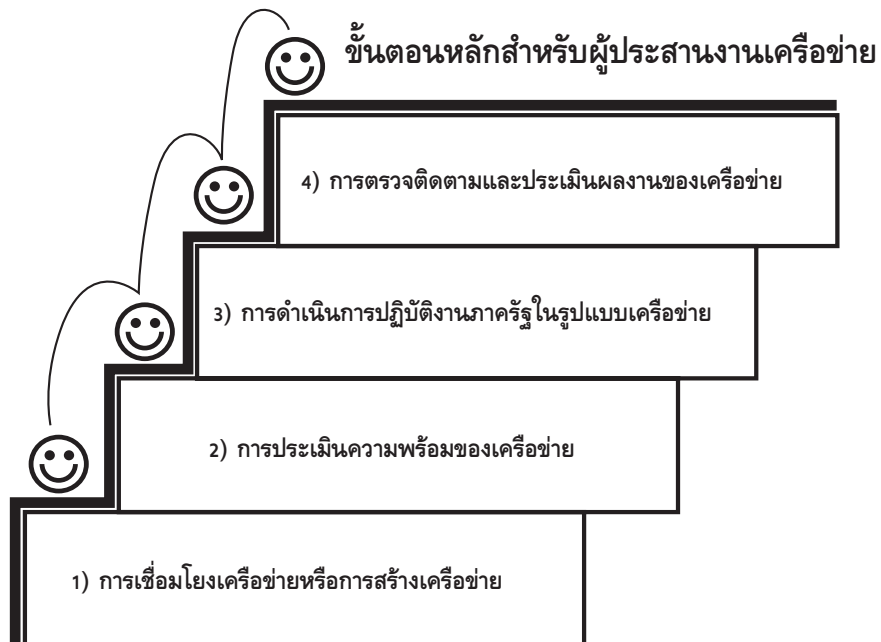 ขั้นตอนหลักสำหรับผู้ประสานงานเครือข่าย
4) การตรวจติดตามและประเมินผลงานของเครือข่าย
3) การดำเนินการปฏิบัติงานภาครัฐในรูปแบบเครือข่าย
2) การประเมินความพร้อมของเครือข่าย
1) การเชื่อมโยงเครือข่ายหรือการสร้างเครือข่าย